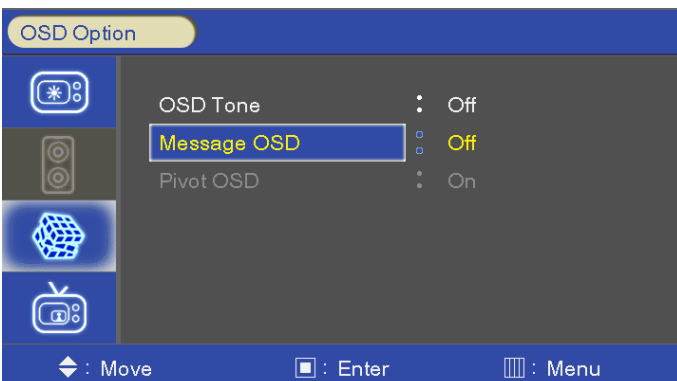 OSD Option
OSD Tone : Off
Message OSD : Off
Pivot OSD : On
: Move : Enter : Menu